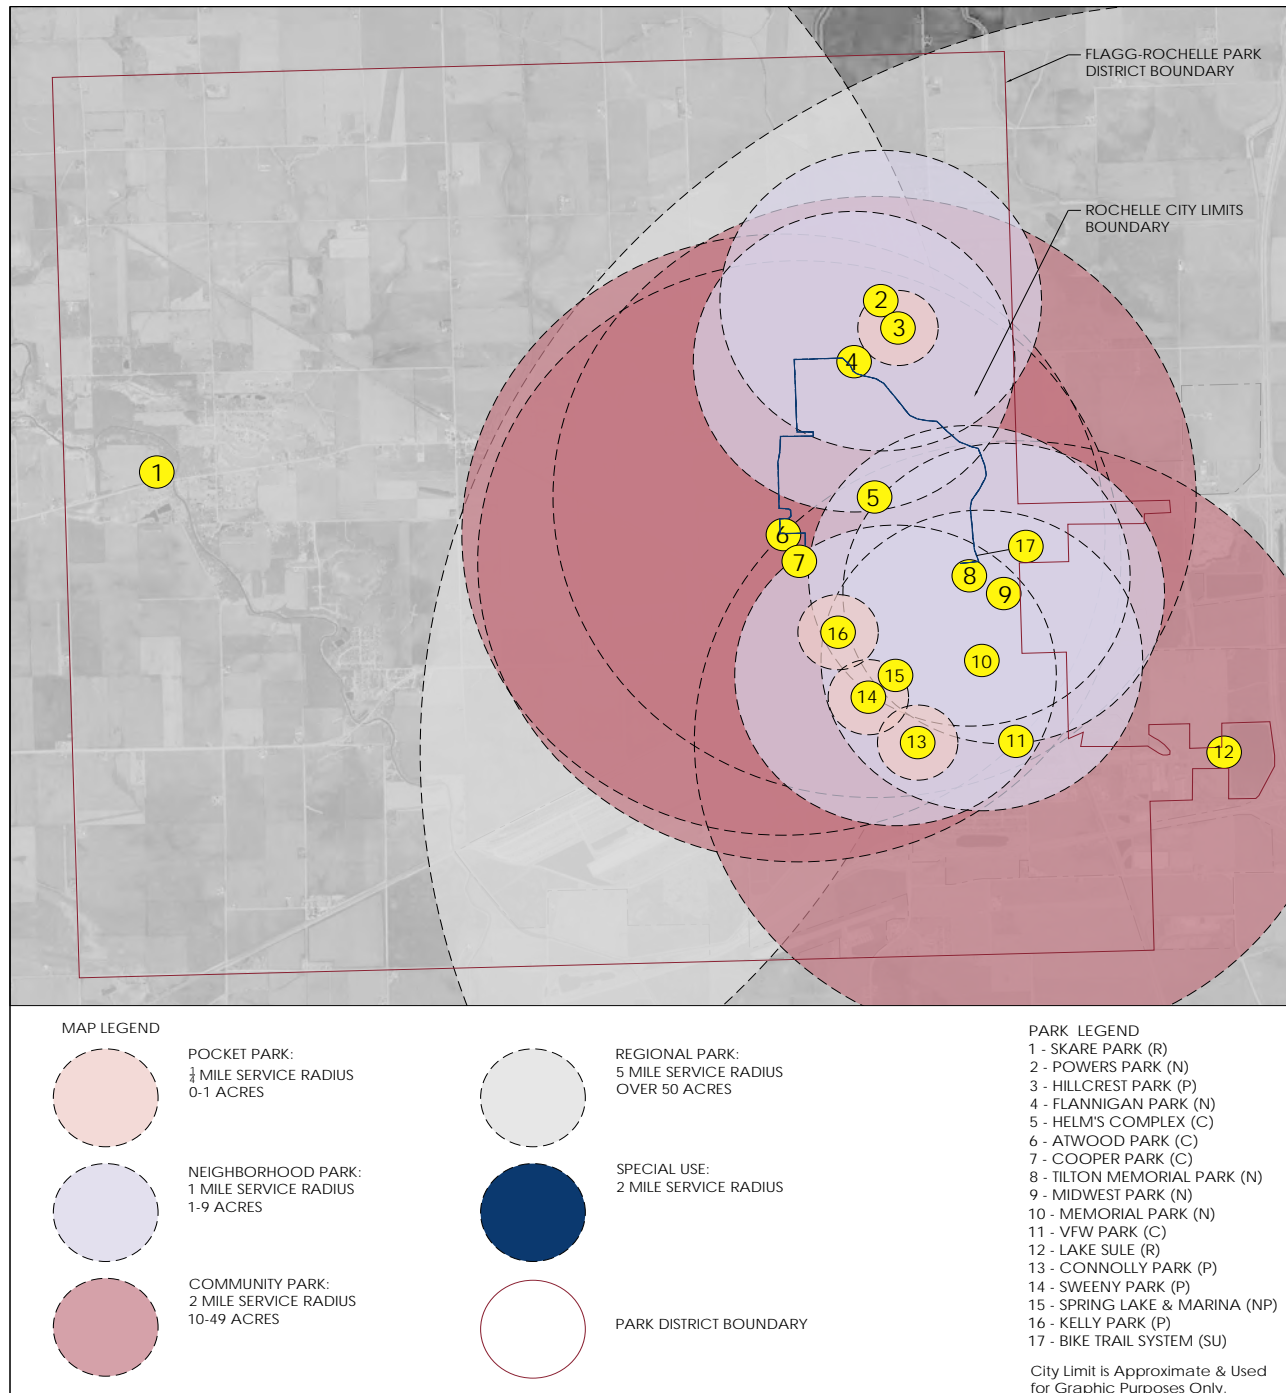 FLAGG-ROCHELLE PARK
DISTRICT BOUNDARY
ROCHELLE CITY LIMITS
BOUNDARY
2
3
4
1
5
6
7
17
8
9
16
10
15
14
13
11
12
MAP LEGEND
POCKET PARK:
¼ MILE SERVICE RADIUS
0-1 ACRES
NEIGHBORHOOD PARK:
1 MILE SERVICE RADIUS
1-9 ACRES
COMMUNITY PARK:
2 MILE SERVICE RADIUS
10-49 ACRES
REGIONAL PARK:
5 MILE SERVICE RADIUS
OVER 50 ACRES
SPECIAL USE:
2 MILE SERVICE RADIUS
PARK DISTRICT BOUNDARY
PARK LEGEND
1 - SKARE PARK (R)
2 - POWERS PARK (N)
3 - HILLCREST PARK (P)
4 - FLANNIGAN PARK (N)
5 - HELM'S COMPLEX (C)
6 - ATWOOD PARK (C)
7 - COOPER PARK (C)
8 - TILTON MEMORIAL PARK (N)
9 - MIDWEST PARK (N)
10 - MEMORIAL PARK (N)
11 - VFW PARK (C)
12 - LAKE SULE (R)
13 - CONNOLLY PARK (P)
14 - SWEENY PARK (P)
15 - SPRING LAKE & MARINA (NP)
16 - KELLY PARK (P)
17 - BIKE TRAIL SYSTEM (SU)
City Limit is Approximate & Used
for Graphic Purposes Only.